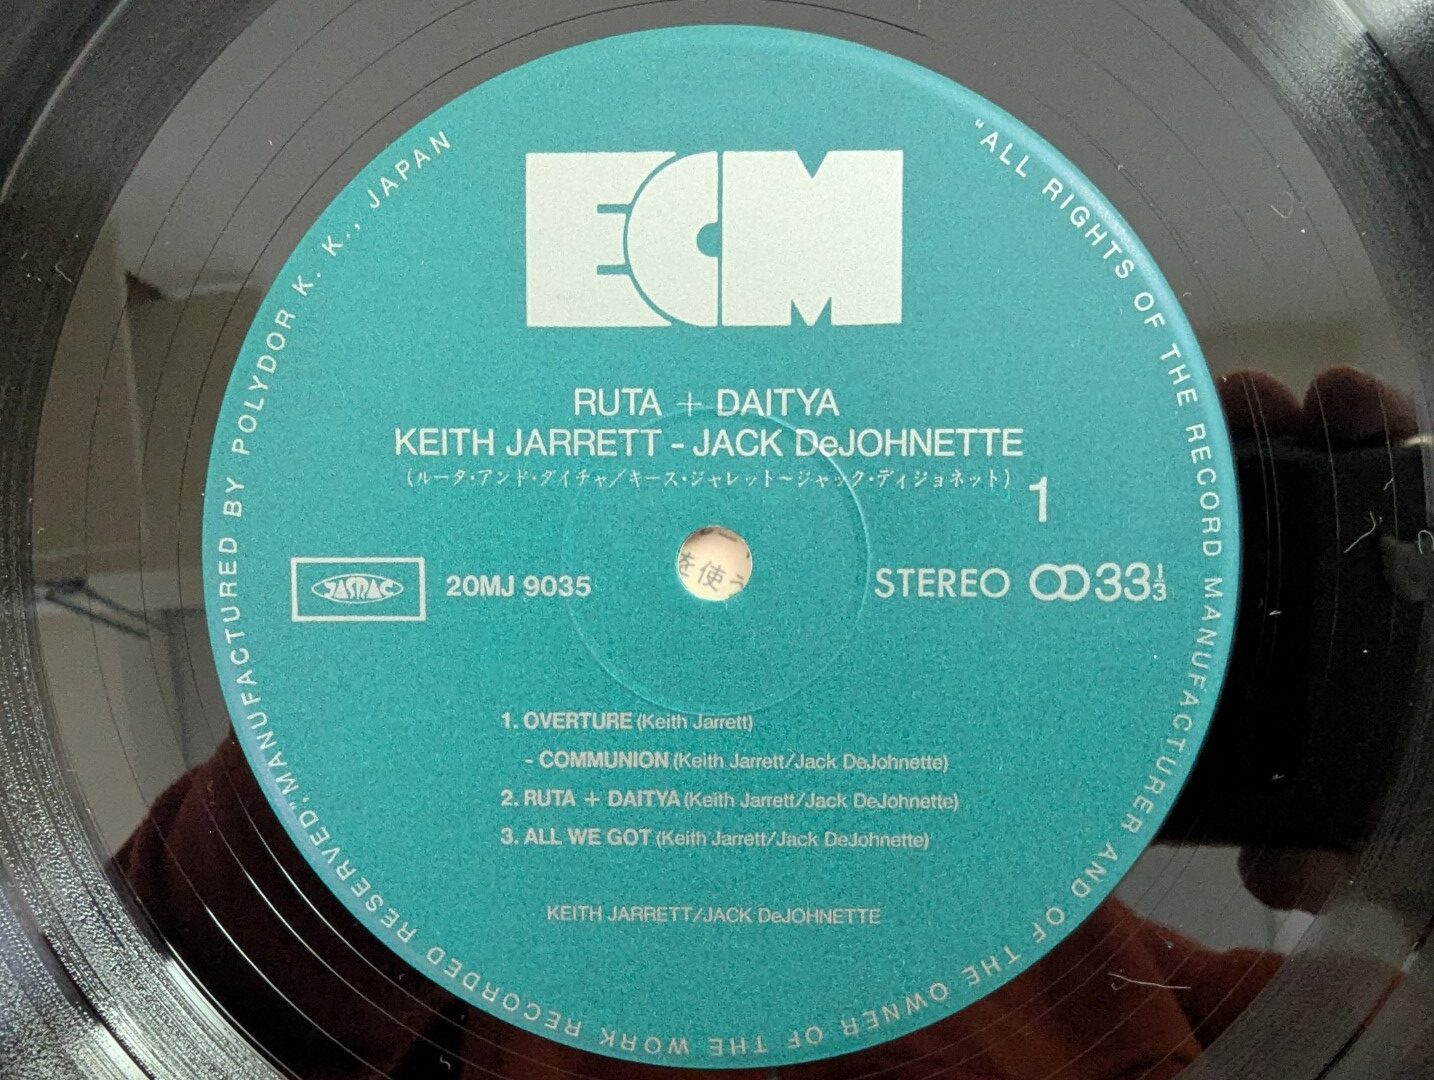 ECM
RUTA + DAITYA
KEITH JARRETT - JACK DeJOHNETTE
(ルータ・アンド・ダイチャ/キース・ジャレット〜ジャック・ディジョネット)
1
JASRAC
20MJ 9035
STEREO 33⅓
を使う
1. OVERTURE (Keith Jarrett)
- COMMUNION (Keith Jarrett/Jack DeJohnette)
2. RUTA + DAITYA (Keith Jarrett/Jack DeJohnette)
3. ALL WE GOT (Keith Jarrett/Jack DeJohnette)
KEITH JARRETT/JACK DeJOHNETTE
"ALL RIGHTS OF THE RECORD MANUFACTURER AND OF THE OWNER OF THE WORK RECORDED RESERVED," MANUFACTURED BY POLYDOR K. K., JAPAN